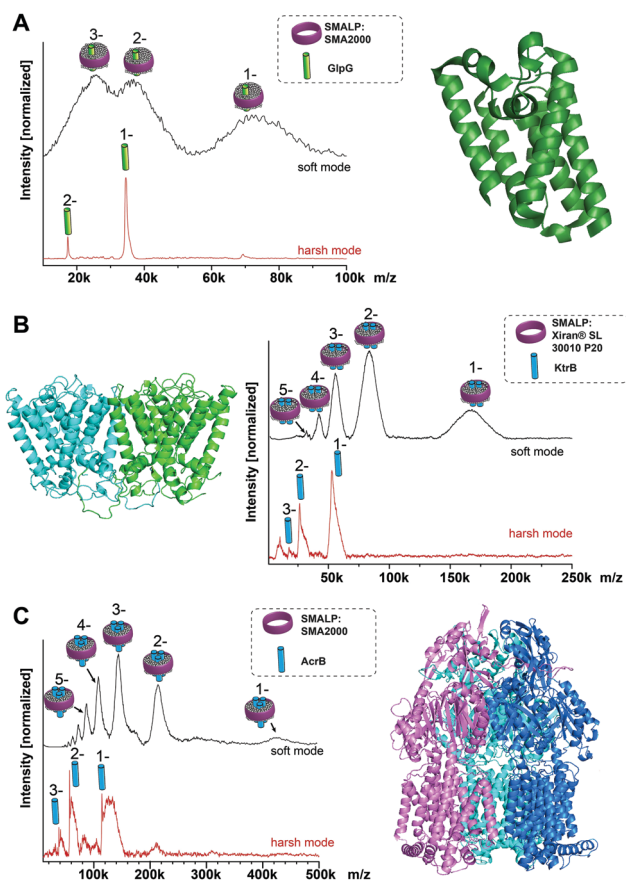 A
3-
2-
1-
SMALP:
SMA2000
GlpG
Intensity [normalized]
soft mode
1-
2-
harsh mode
20k 40k 60k 80k 100k m/z
B
2-
3-
1-
4-
5-
SMALP:
Xiran® SL
30010 P20
KtrB
Intensity [normalized]
soft mode
1-
2-
3-
harsh mode
50k 100k 150k 200k 250k m/z
C
3-
4-
2-
5-
1-
SMALP:
SMA2000
AcrB
Intensity [normalized]
soft mode
2-
1-
3-
harsh mode
100k 200k 300k 400k 500k m/z